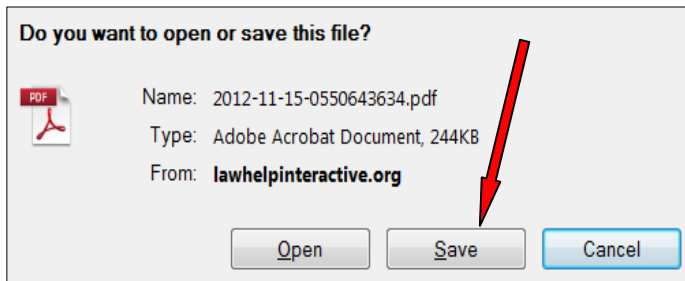 Do you want to open or save this file?
PDF
Name: 2012-11-15-0550643634.pdf
Type: Adobe Acrobat Document, 244KB
From: lawhelpinteractive.org
Open Save Cancel